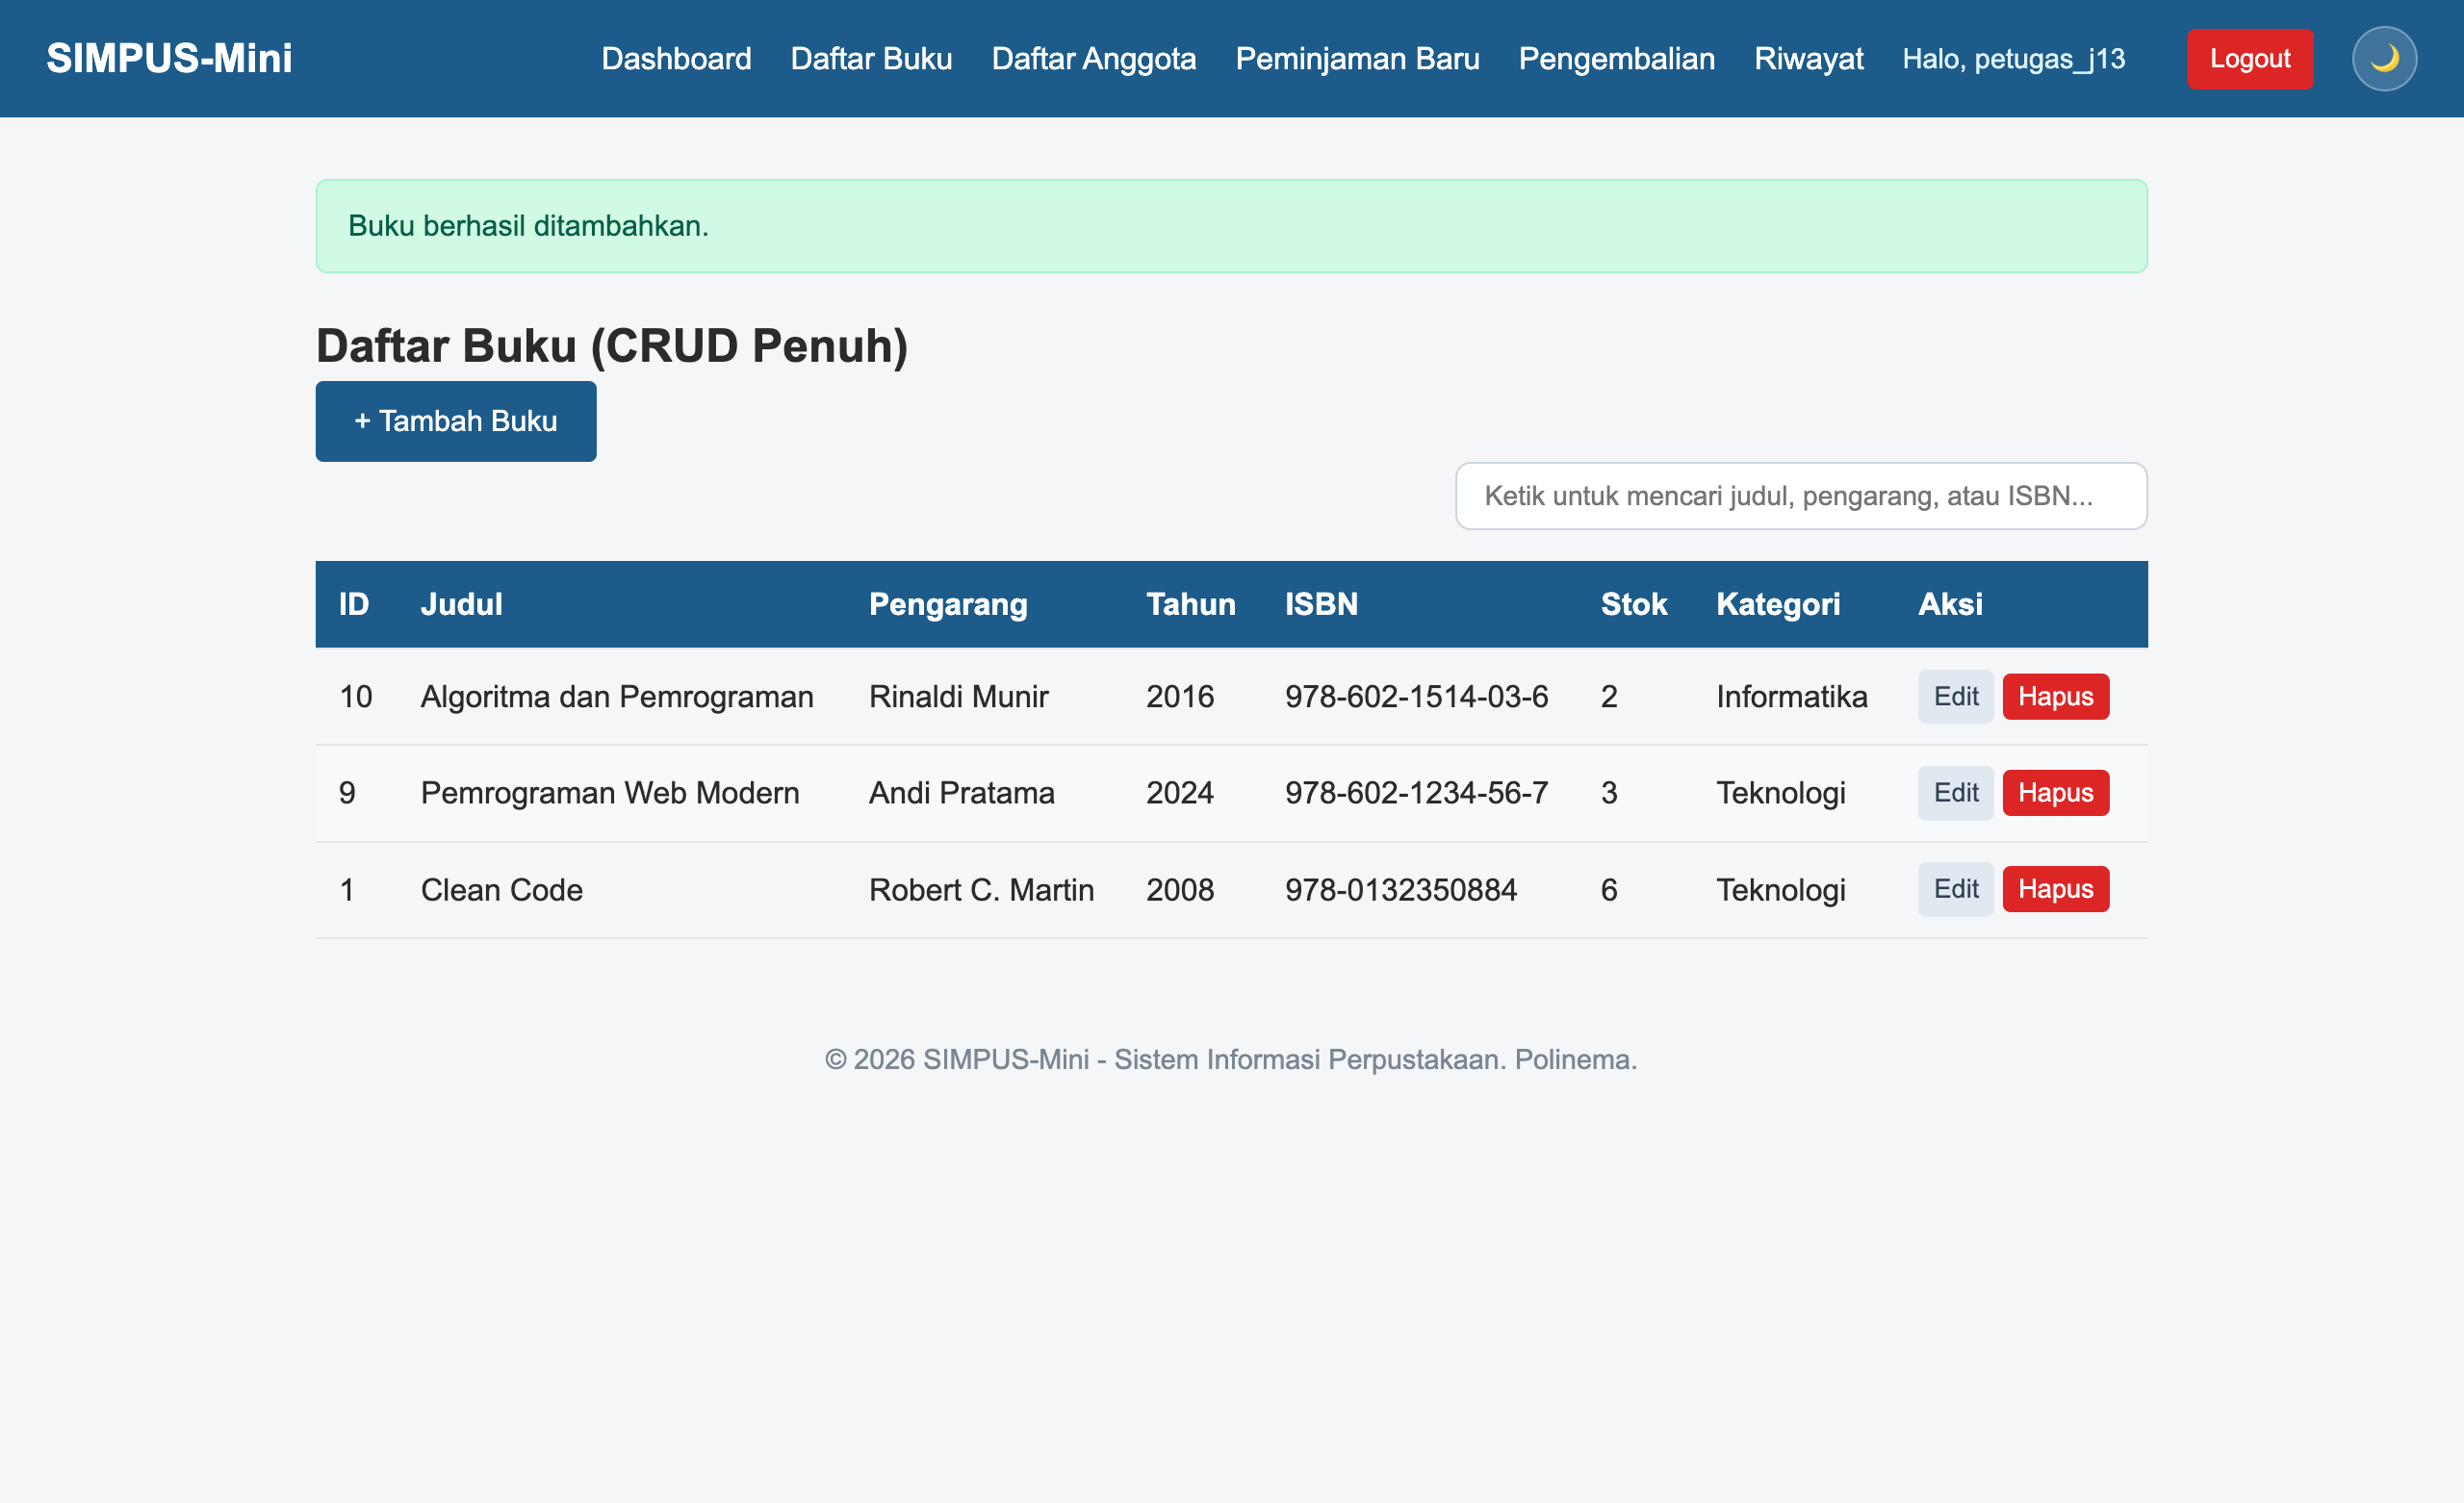 SIMPUS-Mini Dashboard Daftar Buku Daftar Anggota Peminjaman Baru Pengembalian Riwayat Halo, petugas_j13 Logout
Buku berhasil ditambahkan.
Daftar Buku (CRUD Penuh)
+ Tambah Buku
Ketik untuk mencari judul, pengarang, atau ISBN...
ID Judul Pengarang Tahun ISBN Stok Kategori Aksi
10 Algoritma dan Pemrograman Rinaldi Munir 2016 978-602-1514-03-6 2 Informatika Edit Hapus
9 Pemrograman Web Modern Andi Pratama 2024 978-602-1234-56-7 3 Teknologi Edit Hapus
1 Clean Code Robert C. Martin 2008 978-0132350884 6 Teknologi Edit Hapus
© 2026 SIMPUS-Mini - Sistem Informasi Perpustakaan. Polinema.